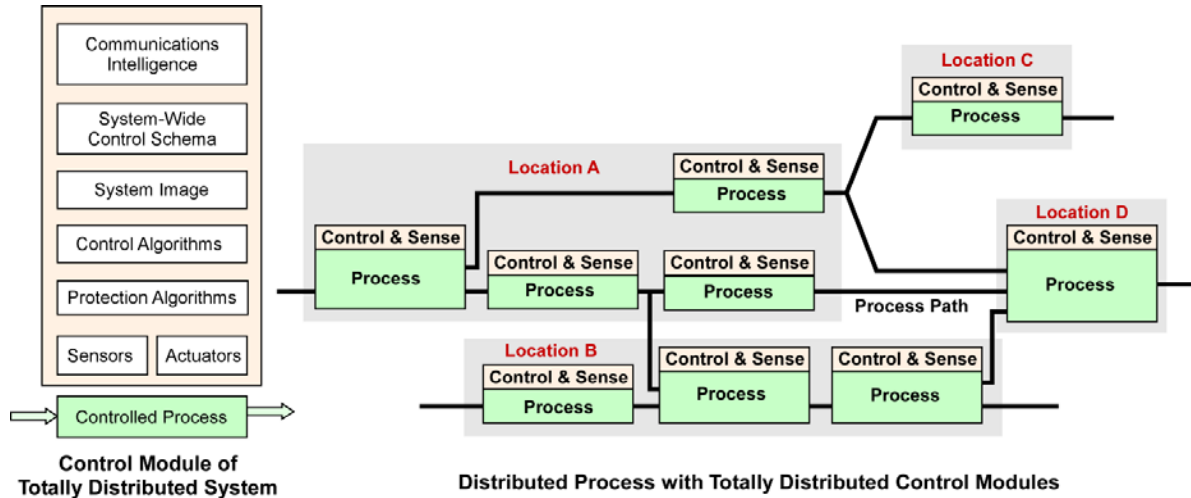 Communications
Intelligence
System-Wide
Control Schema
System Image
Control Algorithms
Protection Algorithms
Sensors
Actuators
Controlled Process
Control Module of
Totally Distributed System
Location C
Control & Sense
Process
Location A
Control & Sense
Process
Location D
Control & Sense
Process
Control & Sense
Process
Control & Sense
Process
Control & Sense
Process
Process Path
Location B
Control & Sense
Process
Control & Sense
Process
Control & Sense
Process
Distributed Process with Totally Distributed Control Modules